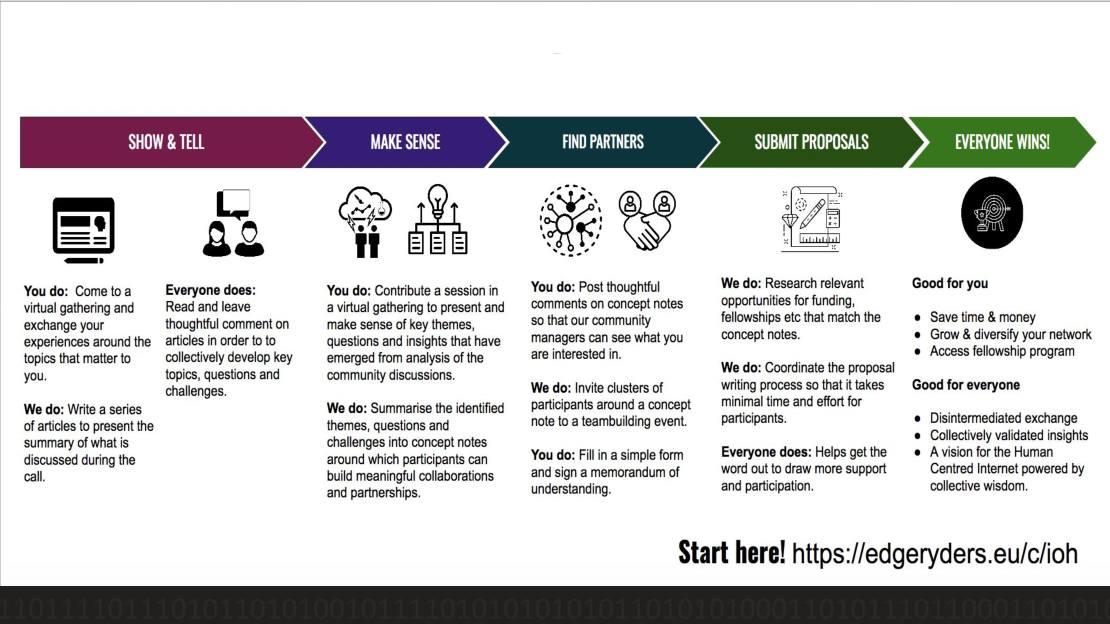 SHOW & TELL
MAKE SENSE
FIND PARTNERS
SUBMIT PROPOSALS
EVERYONE WINS!
You do: Come to a
virtual gathering and
exchange your
experiences around the
topics that matter to
you.
We do: Write a series
of articles to present the
summary of what is
discussed during the
call.
Everyone does:
Read and leave
thoughtful comment on
articles in order to to
collectively develop key
topics, questions and
challenges.
You do: Contribute a session in
a virtual gathering to present and
make sense of key themes,
questions and insights that have
emerged from analysis of the
community discussions.
We do: Summarise the identified
themes, questions and
challenges into concept notes
around which participants can
build meaningful collaborations
and partnerships.
You do: Post thoughtful
comments on concept notes
so that our community
managers can see what you
are interested in.
We do: Invite clusters of
participants around a concept
note to a teambuilding event.
You do: Fill in a simple form
and sign a memorandum of
understanding.
We do: Research relevant
opportunities for funding,
fellowships etc that match the
concept notes.
We do: Coordinate the proposal
writing process so that it takes
minimal time and effort for
participants.
Everyone does: Helps get the
word out to draw more support
and participation.
Good for you
● Save time & money
● Grow & diversify your network
● Access fellowship program
Good for everyone
● Disintermediated exchange
● Collectively validated insights
● A vision for the Human
Centred Internet powered by
collective wisdom.
Start here! https://edgeryders.eu/c/ioh